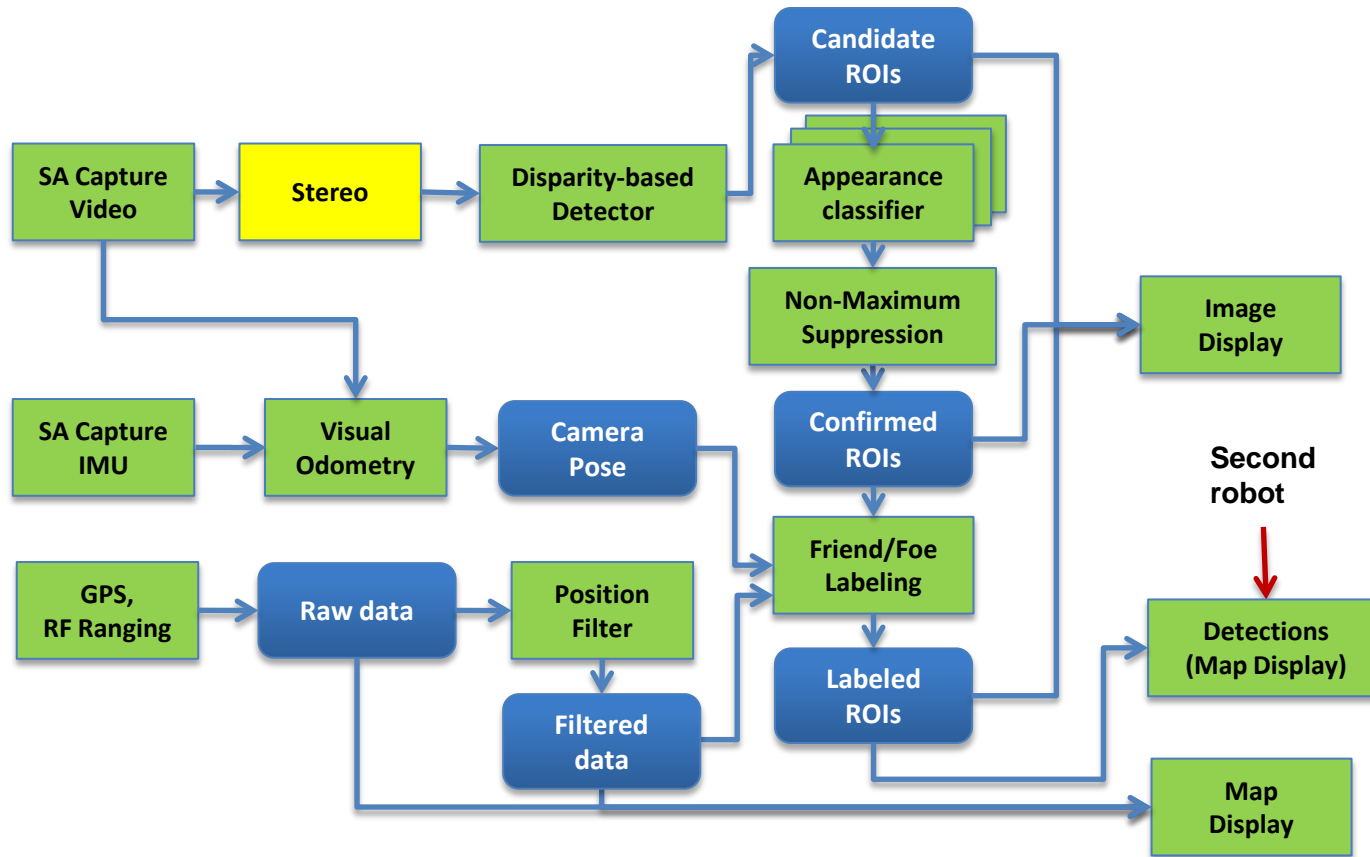 Candidate
ROIs
SA Capture
Video
Stereo
Disparity-based
Detector
Appearance
classifier
Non-Maximum
Suppression
Image
Display
SA Capture
IMU
Visual
Odometry
Camera
Pose
Confirmed
ROIs
Second
robot
GPS,
RF Ranging
Raw data
Position
Filter
Friend/Foe
Labeling
Detections
(Map Display)
Filtered
data
Labeled
ROIs
Map
Display